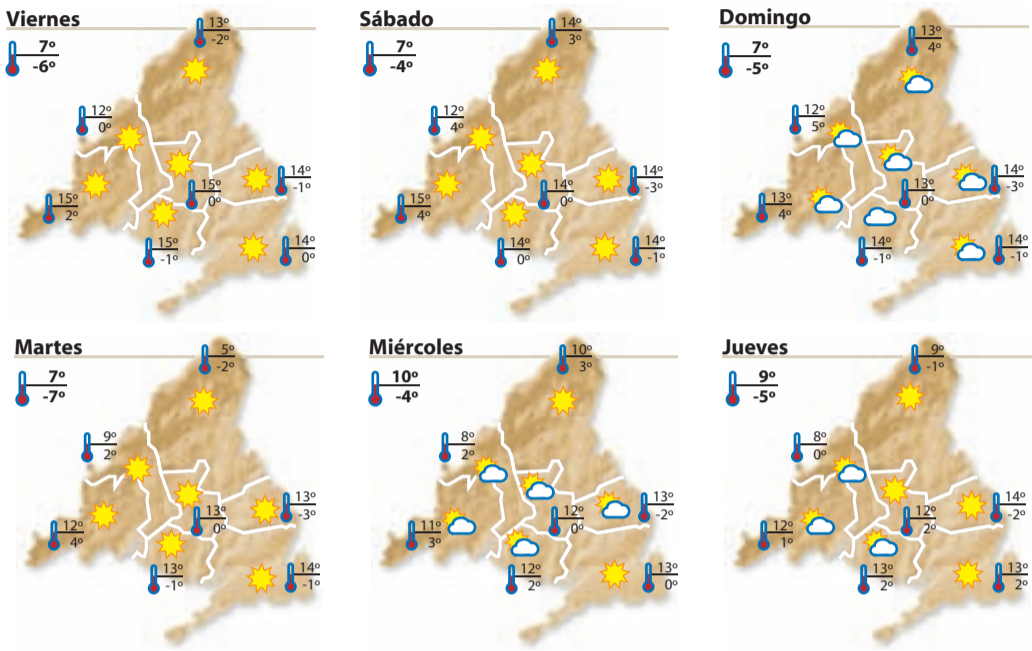 Viernes
7º
-6º
13º
-2º
12º
0º
14º
-1º
15º
0º
15º
2º
15º
-1º
14º
0º
Sábado
7º
-4º
14º
3º
12º
4º
14º
-3º
14º
0º
15º
4º
14º
0º
14º
-1º
Domingo
7º
-5º
13º
4º
12º
5º
14º
-3º
13º
0º
13º
4º
14º
-1º
14º
-1º
Martes
7º
-7º
5º
-2º
9º
2º
13º
-3º
13º
0º
12º
4º
13º
-1º
14º
-1º
Miércoles
10º
-4º
10º
3º
8º
2º
13º
-2º
12º
0º
11º
3º
12º
2º
13º
0º
Jueves
9º
-5º
9º
-1º
8º
0º
14º
-2º
12º
2º
12º
1º
13º
2º
13º
2º